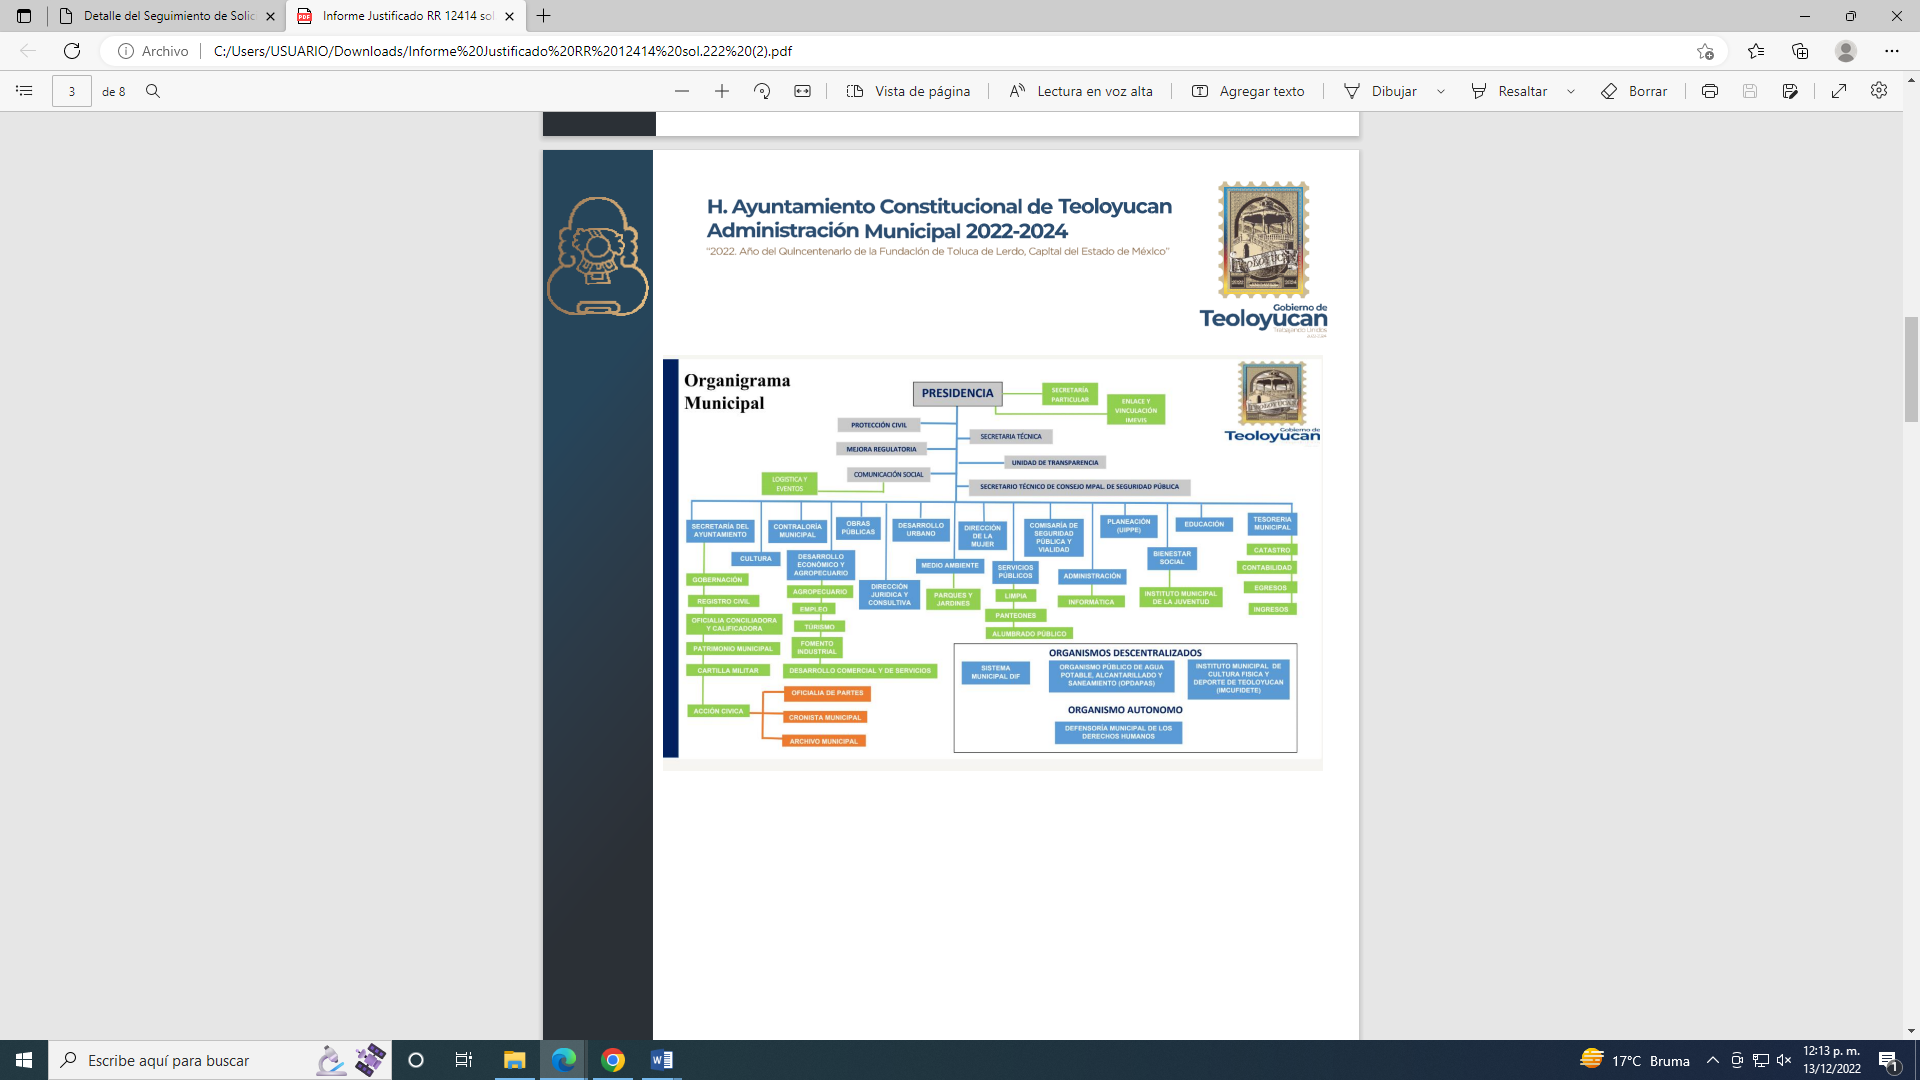 Detalle del Seguimiento de Solic
Informe Justificado RR 12414 sol
Archivo
C:/Users/USUARIO/Downloads/Informe%20Justificado%20RR%2012414%20sol.222%20(2).pdf
3 de 8
Vista de página
Lectura en voz alta
Agregar texto
Dibujar
Resaltar
Borrar
H. Ayuntamiento Constitucional de Teoloyucan
Administración Municipal 2022-2024
"2022. Año del Quincentenario de la Fundación de Toluca de Lerdo, Capital del Estado de México"
TEOLOYUCAN
Gobierno de
Teoloyucan
Organigrama
Municipal
Gobierno de
Teoloyucan
PRESIDENCIA
SECRETARÍA
PARTICULAR
ENLACE Y
VINCULACIÓN
IMEVIS
PROTECCIÓN CIVIL
SECRETARIA TÉCNICA
MEJORA REGULATORIA
UNIDAD DE TRANSPARENCIA
COMUNICACIÓN SOCIAL
LOGISTICA Y
EVENTOS
SECRETARIO TÉCNICO DE CONSEJO MPAL. DE SEGURIDAD PÚBLICA
SECRETARÍA DEL
AYUNTAMIENTO
CONTRALORÍA
MUNICIPAL
OBRAS
PÚBLICAS
DESARROLLO
URBANO
DIRECCIÓN
DE LA
MUJER
COMISARÍA DE
SEGURIDAD
PÚBLICA Y
VIALIDAD
PLANEACIÓN
(UIPPE)
EDUCACIÓN
TESORERIA
MUNICIPAL
CULTURA
DESARROLLO
ECONÓMICO Y
AGROPECUARIO
DIRECCIÓN
JURIDICA Y
CONSULTIVA
MEDIO AMBIENTE
SERVICIOS
PÚBLICOS
ADMINISTRACIÓN
BIENESTAR
SOCIAL
CATASTRO
CONTABILIDAD
EGRESOS
INGRESOS
GOBERNACIÓN
REGISTRO CIVIL
OFICIALIA CONCILIADORA
Y CALIFICADORA
PATRIMONIO MUNICIPAL
CARTILLA MILITAR
ACCIÓN CIVICA
AGROPECUARIO
EMPLEO
TURISMO
FOMENTO
INDUSTRIAL
DESARROLLO COMERCIAL Y DE SERVICIOS
PARQUES Y
JARDINES
LIMPIA
PANTEONES
ALUMBRADO PÚBLICO
INFORMÁTICA
INSTITUTO MUNICIPAL
DE LA JUVENTUD
OFICIALIA DE PARTES
CRONISTA MUNICIPAL
ARCHIVO MUNICIPAL
ORGANISMOS DESCENTRALIZADOS
SISTEMA
MUNICIPAL DIF
ORGANISMO PÚBLICO DE AGUA
POTABLE, ALCANTARILLADO Y
SANEAMIENTO (OPDAPAS)
INSTITUTO MUNICIPAL DE
CULTURA FISICA Y
DEPORTE DE TEOLOYUCAN
(IMCUFIDETE)
ORGANISMO AUTONOMO
DEFENSORÍA MUNICIPAL DE LOS
DERECHOS HUMANOS
Escribe aquí para buscar
17°C Bruma
12:13 p. m.
13/12/2022
1